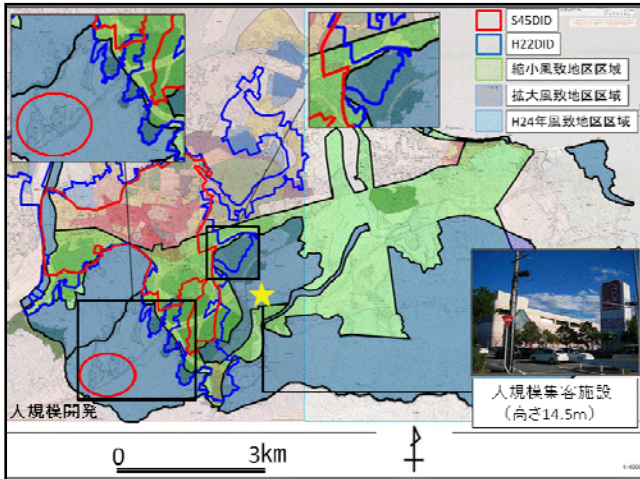 S45DID
H22DID
縮小風致地区区域
拡大風致地区区域
H24年風致地区区域
大規模集客施設
(高さ14.5m)
大規模開発
0
3km